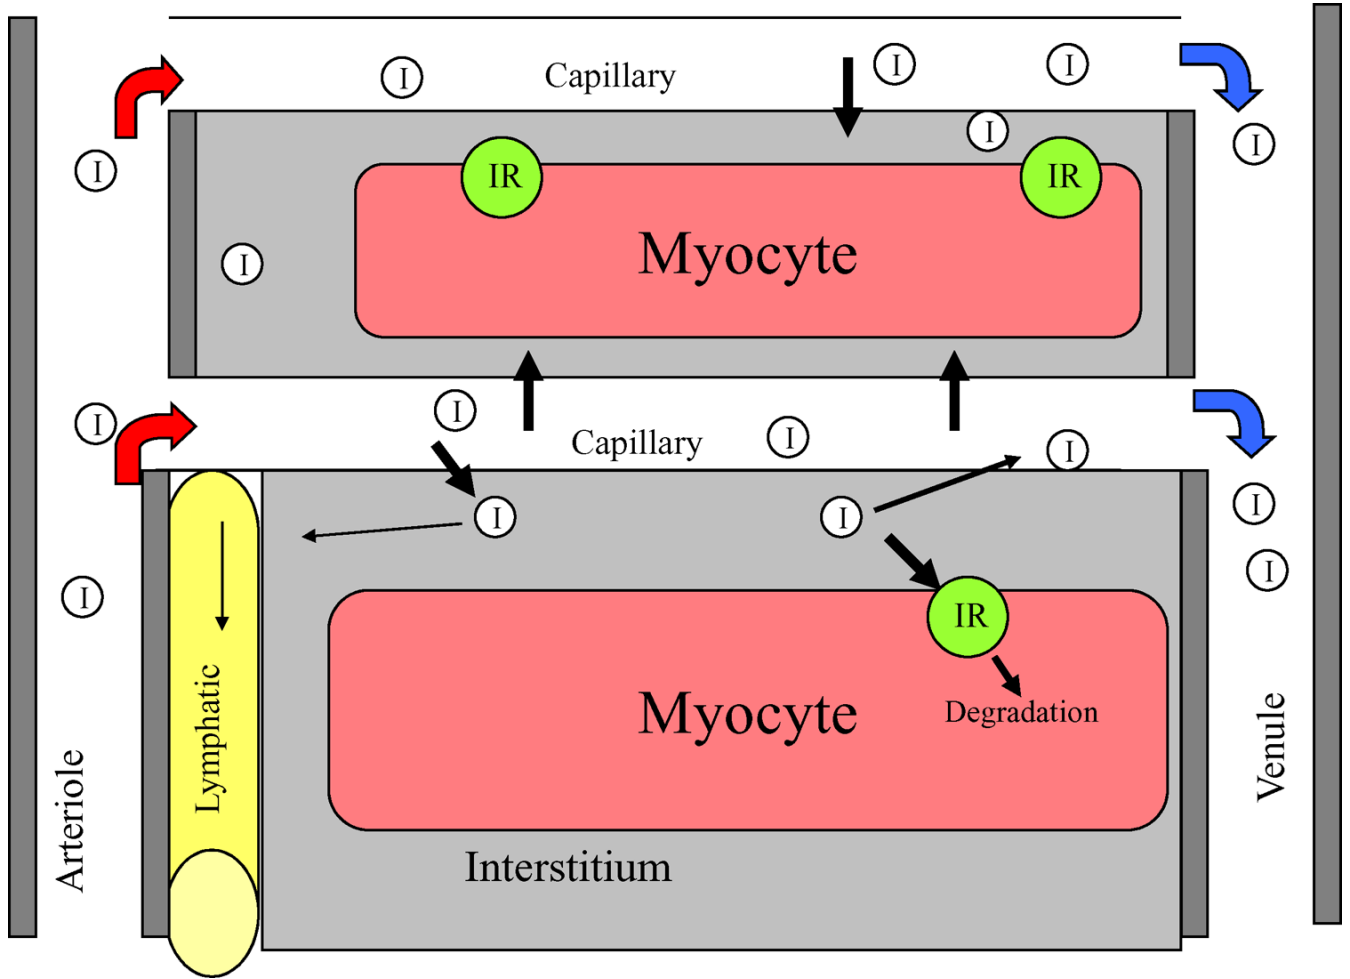 I
Capillary
I
I
I
I
I
IR
IR
Myocyte
I
I
I
Capillary
I
I
I
I
I
I
I
IR
Degradation
Myocyte
Lymphatic
Arteriole
Venule
Interstitium